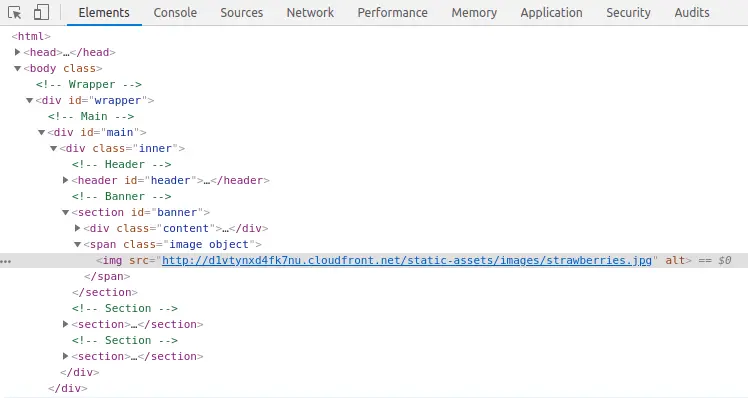 Elements Console Sources Network Performance Memory Application Security Audits
<html>
<head>…</head>
<body class>
<!-- Wrapper -->
<div id="wrapper">
<!-- Main -->
<div id="main">
<div class="inner">
<!-- Header -->
<header id="header">…</header>
<!-- Banner -->
<section id="banner">
<div class="content">…</div>
<span class="image object">
<img src="http://d1vtynxd4fk7nu.cloudfront.net/static-assets/images/strawberries.jpg" alt> == $0
</span>
</section>
<!-- Section -->
<section>…</section>
<!-- Section -->
<section>…</section>
</div>
</div>